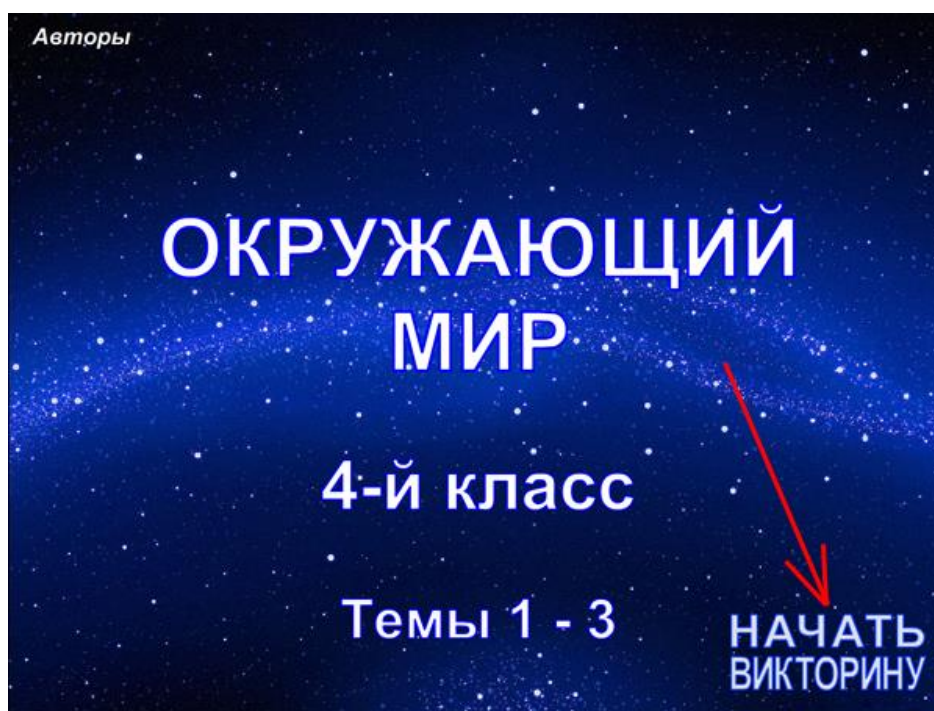 Авторы
ОКРУЖАЮЩИЙ
МИР
4-й класс
Темы 1 - 3
НАЧАТЬ
ВИКТОРИНУ